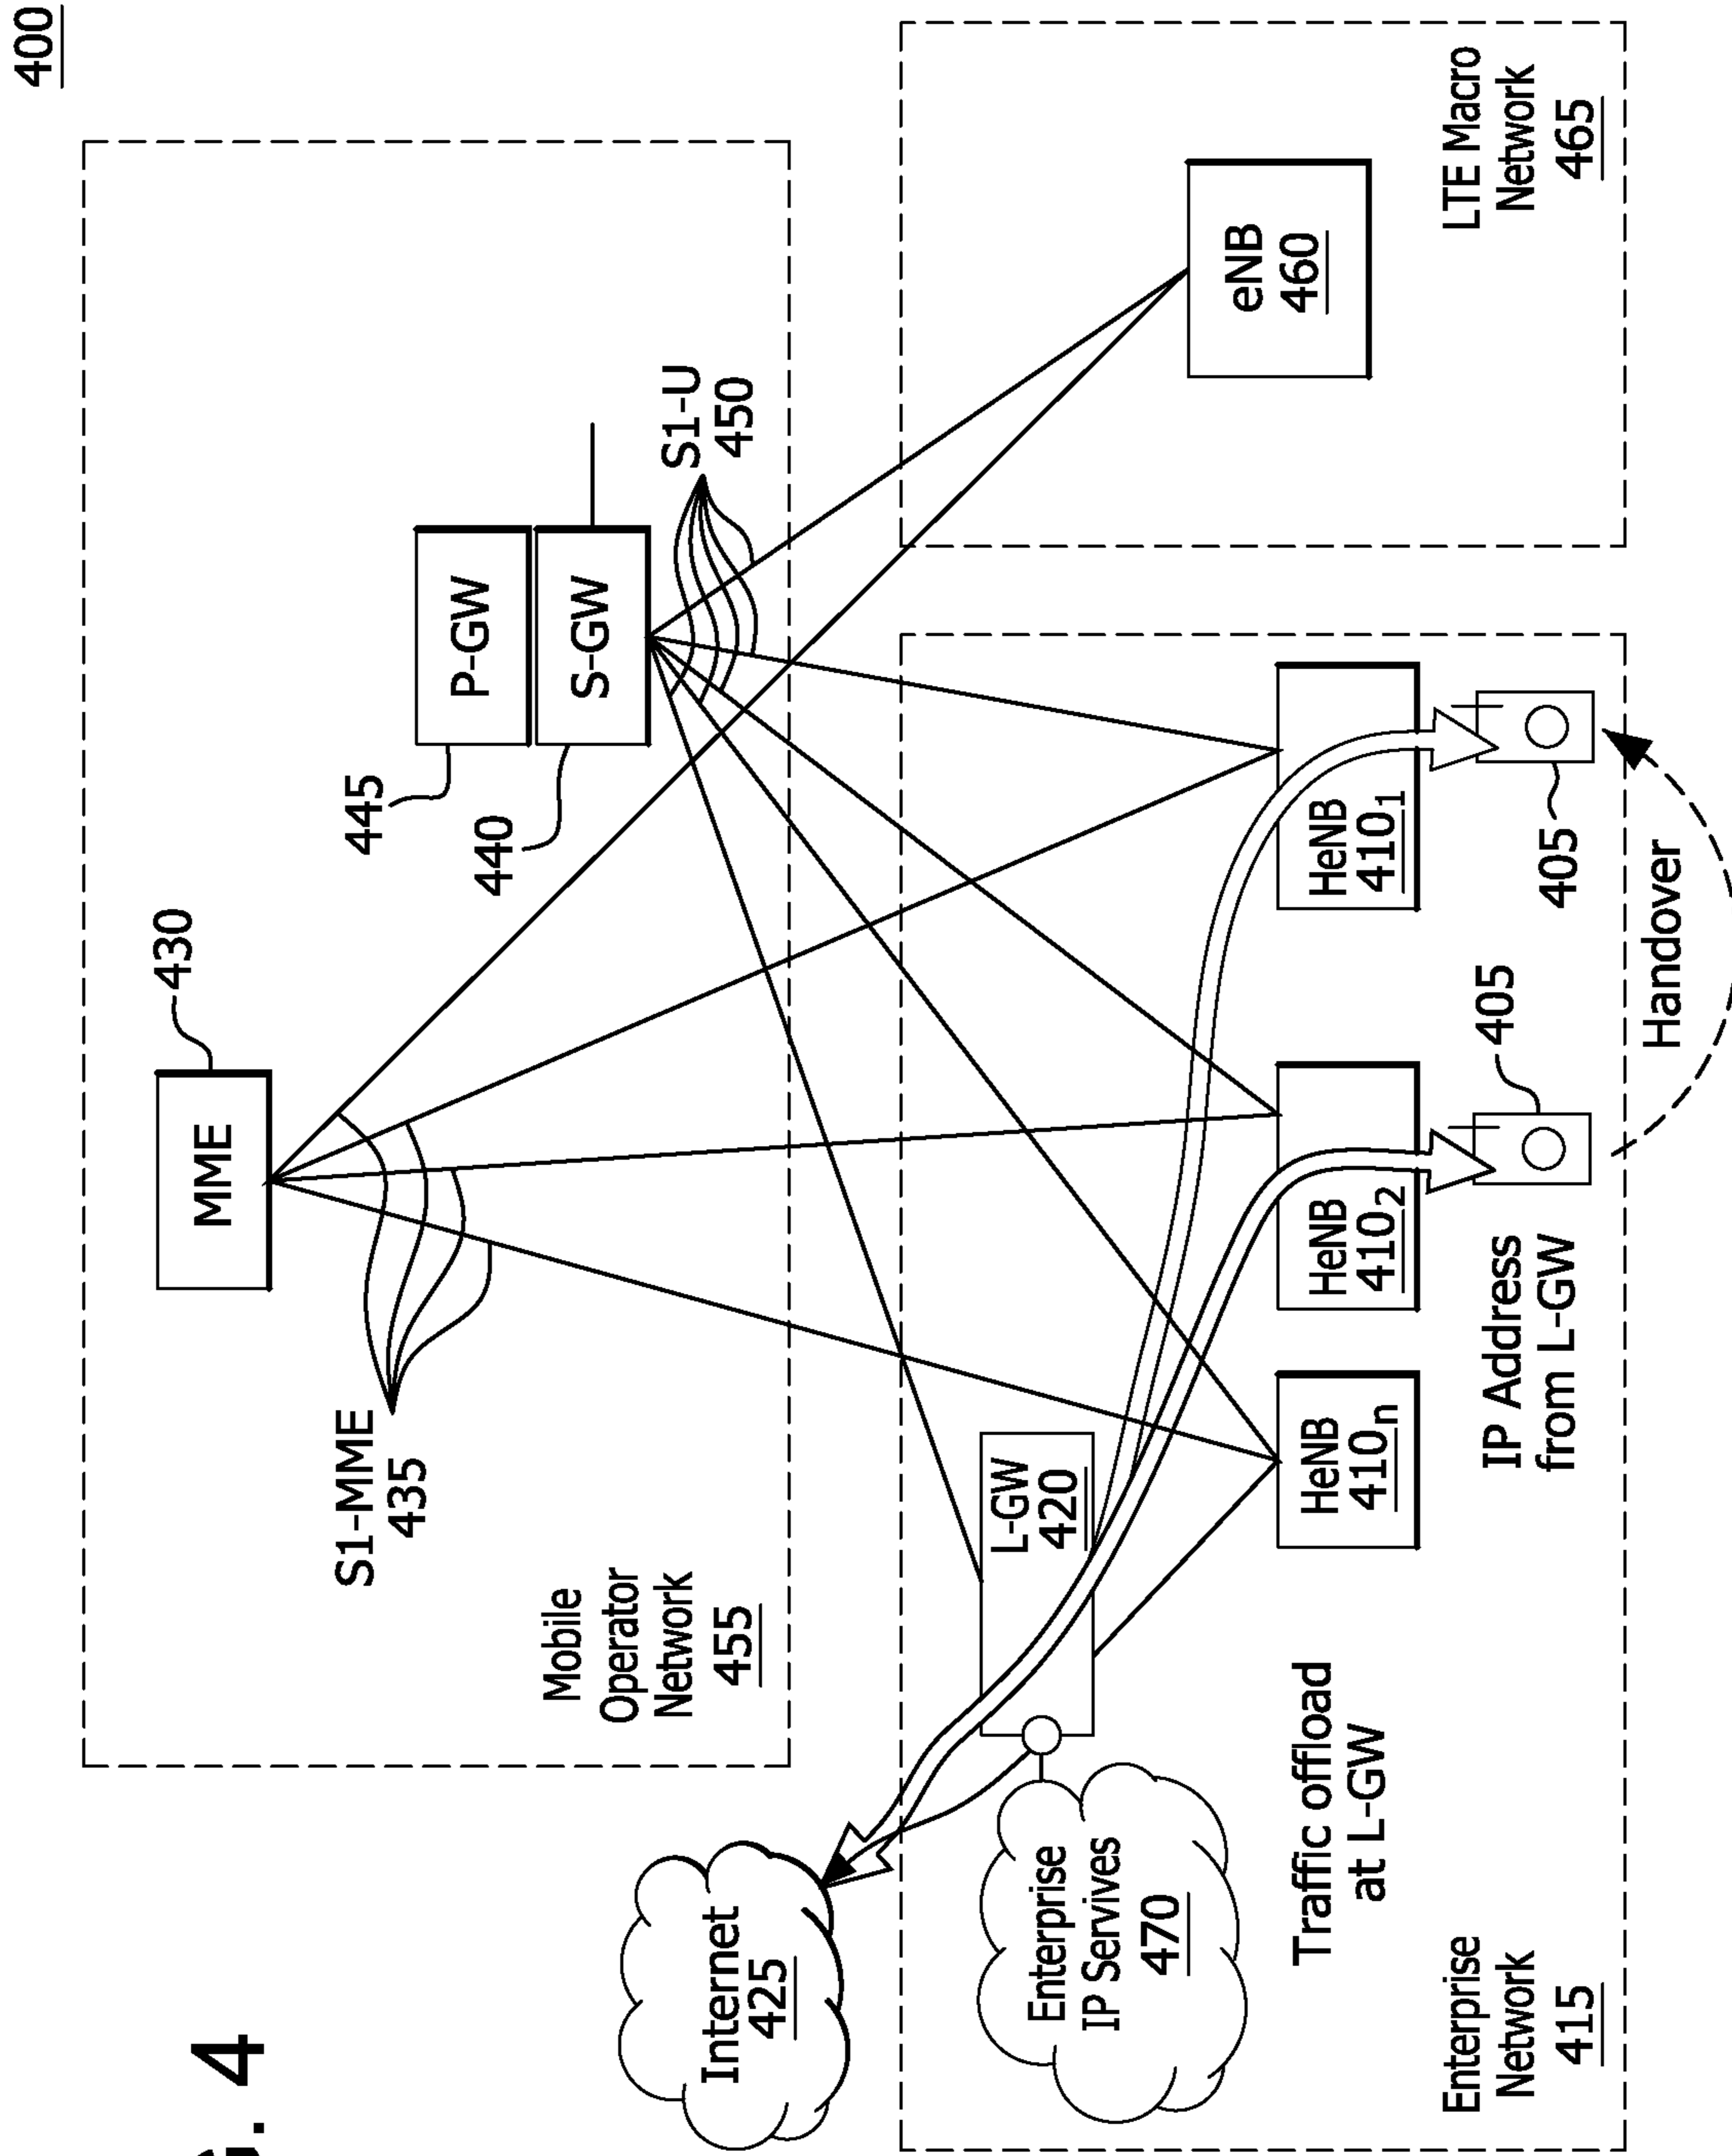 400
G. 4
MME
430
S1-MME
435
P-GW
445
S-GW
440
S1-U
450
Mobile
Operator
Network
455
Internet
425
L-GW
420
Enterprise
IP Servives
470
Traffic offload
at L-GW
HeNB
410n
HeNB
4102
HeNB
4101
eNB
460
Enterprise
Network
415
IP Address
from L-GW
405
405
Handover
LTE Macro
Network
465